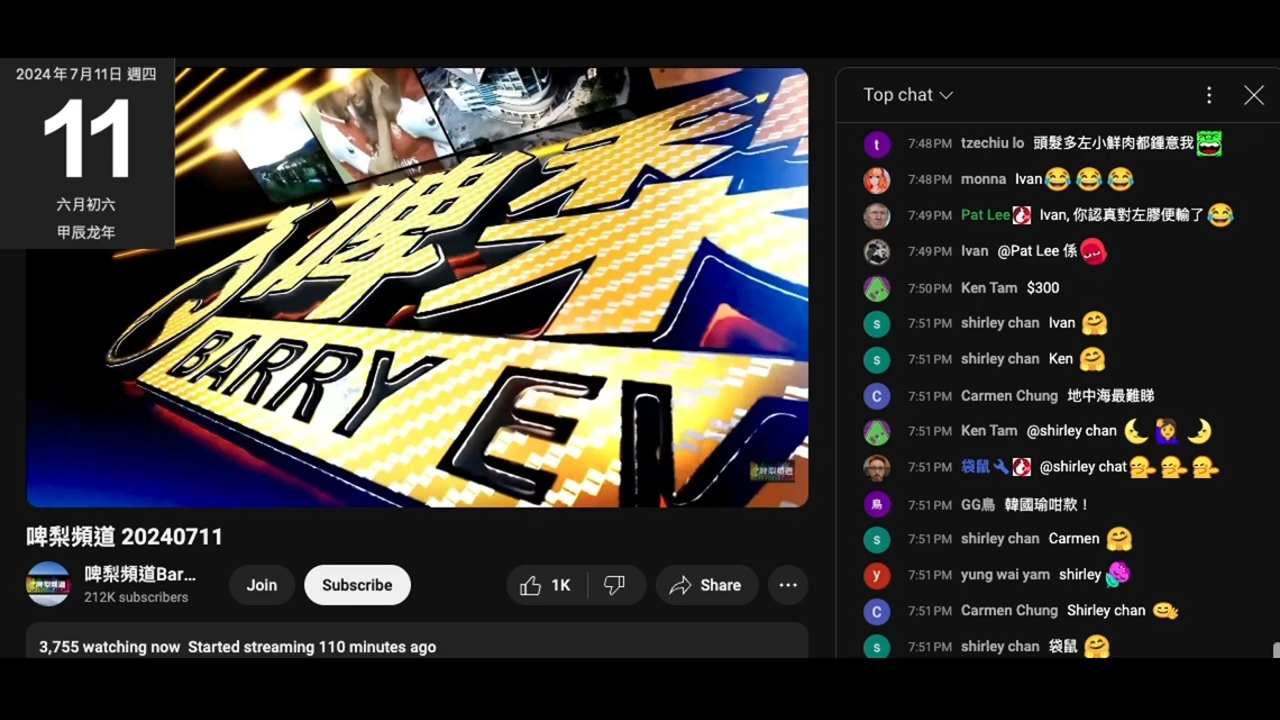 2024年7月11日 週四
11
六月初六
甲辰龙年
啤梨
BARRY EV
啤梨頻道
啤梨頻道 20240711
啤梨頻道Bar...
212K subscribers
Join
Subscribe
1K
Share
3,755 watching now Started streaming 110 minutes ago
Top chat
t 7:48 PM tzechiu lo 頭髮多左小鮮肉都鍾意我
7:48 PM monna Ivan😂😂😂
7:49 PM Pat Lee Ivan, 你認真對左膠便輸了😂
7:49 PM Ivan @Pat Lee 係
7:50 PM Ken Tam $300
s 7:51 PM shirley chan Ivan 🤗
s 7:51 PM shirley chan Ken 🤗
C 7:51 PM Carmen Chung 地中海最難睇
7:51 PM Ken Tam @shirley chan 🌜🙋‍♀️🌛
7:51 PM 袋鼠🔧 @shirley chat
鳥 7:51 PM GG鳥 韓國瑜咁款！
s 7:51 PM shirley chan Carmen 🤗
y 7:51 PM yung wai yam shirley
C 7:51 PM Carmen Chung Shirley chan
s 7:51 PM shirley chan 袋鼠 🤗